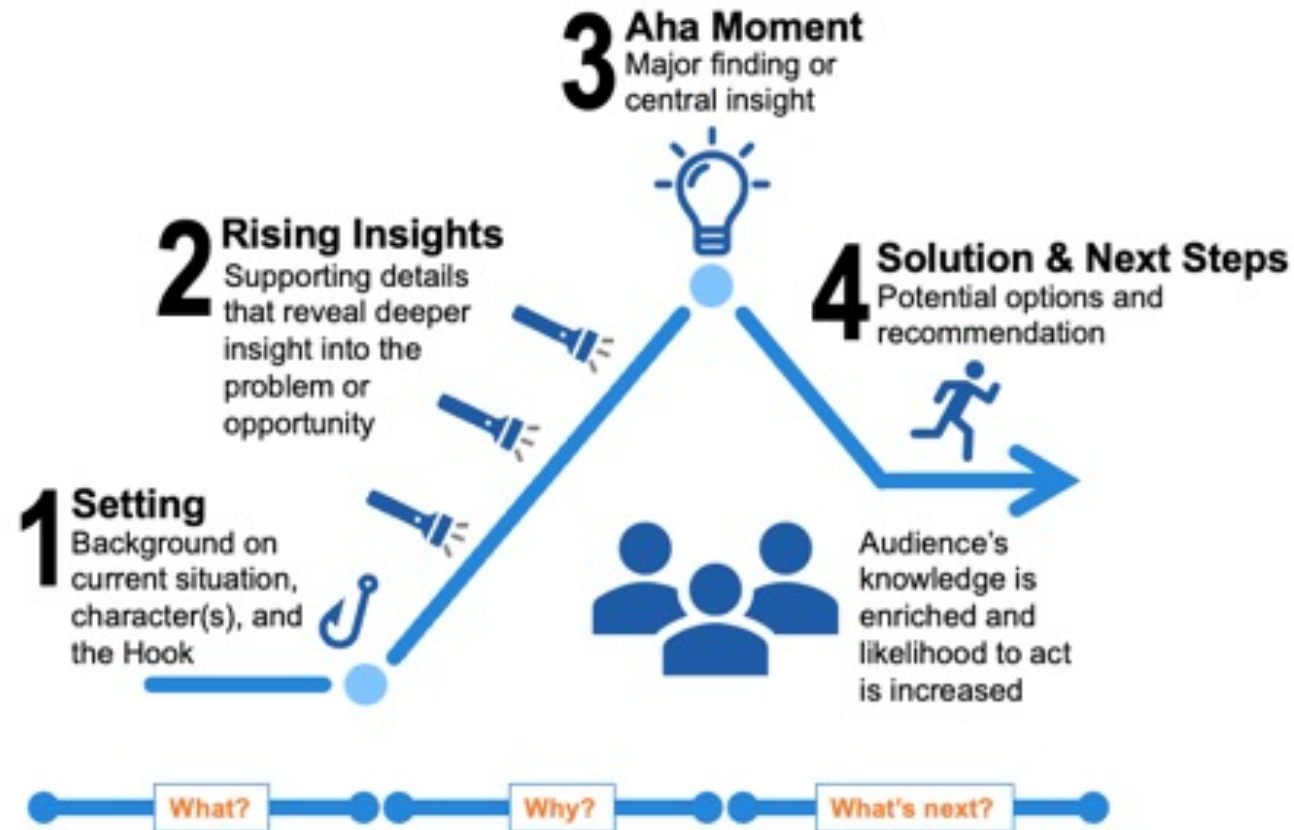 3 Aha Moment
Major finding or
central insight
2 Rising Insights
Supporting details
that reveal deeper
insight into the
problem or
opportunity
4 Solution & Next Steps
Potential options and
recommendation
1 Setting
Background on
current situation,
character(s), and
the Hook
Audience's
knowledge is
enriched and
likelihood to act
is increased
What?
Why?
What's next?